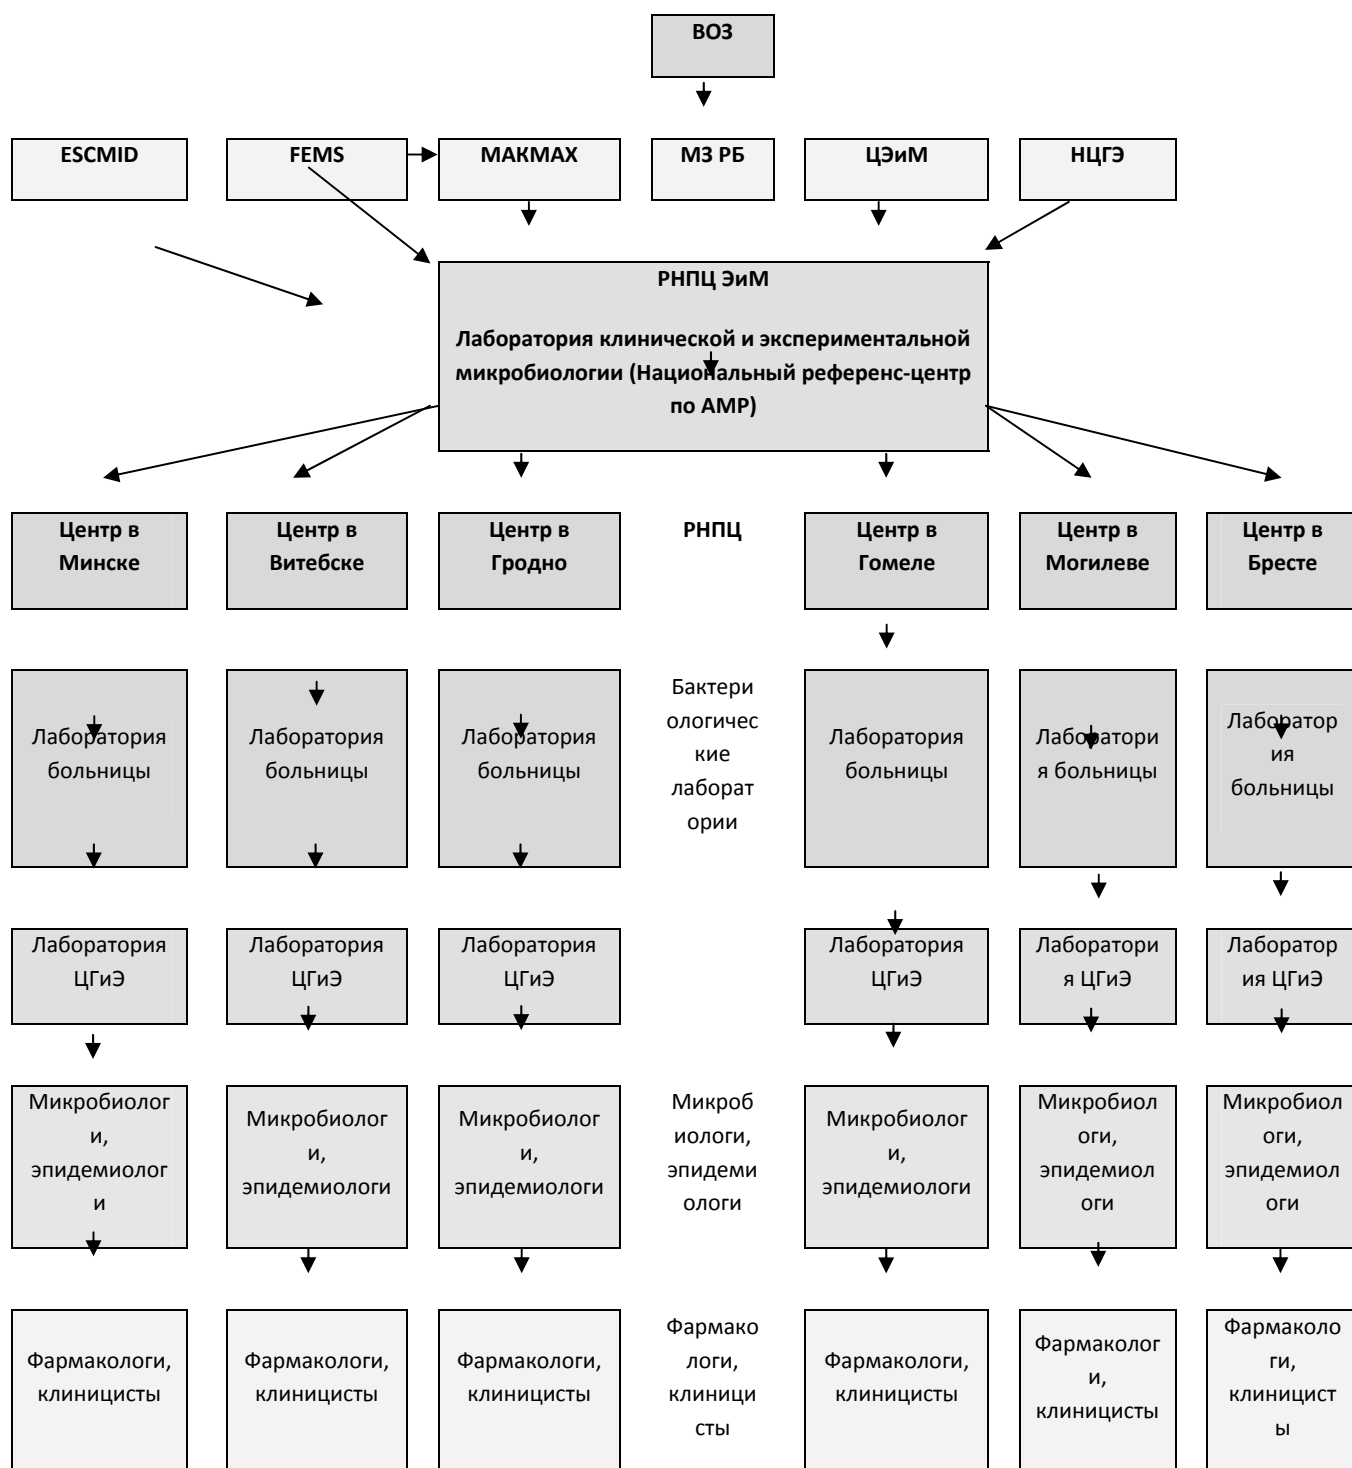 ВОЗ
ESCMID
FEMS
МАКМАХ
МЗ РБ
ЦЭиМ
НЦГЭ
РНПЦ ЭиМ
Лаборатория клинической и экспериментальной
микробиологии (Национальный референс-центр
по АМР)
Центр в
Минске
Центр в
Витебске
Центр в
Гродно
РНПЦ
Центр в
Гомеле
Центр в
Могилеве
Центр в
Бресте
Лаборатория
больницы
Лаборатория
больницы
Лаборатория
больницы
Бактери
ологичес
кие
лаборат
ории
Лаборатория
больницы
Лаборатори
я больницы
Лаборатор
ия
больницы
Лаборатория
ЦГиЭ
Лаборатория
ЦГиЭ
Лаборатория
ЦГиЭ
Лаборатория
ЦГиЭ
Лаборатори
я ЦГиЭ
Лаборатор
ия ЦГиЭ
Микробиолог
и,
эпидемиолог
и
Микробиолог
и,
эпидемиологи
Микробиолог
и,
эпидемиологи
Микроб
иологи,
эпидеми
ологи
Микробиолог
и,
эпидемиологи
Микробиол
оги,
эпидемиол
оги
Микробиол
оги,
эпидемиол
оги
Фармакологи,
клиницисты
Фармакологи,
клиницисты
Фармакологи,
клиницисты
Фармако
логи,
клиници
сты
Фармакологи,
клиницисты
Фармаколог
и,
клиницисты
Фармаколо
ги,
клиницист
ы